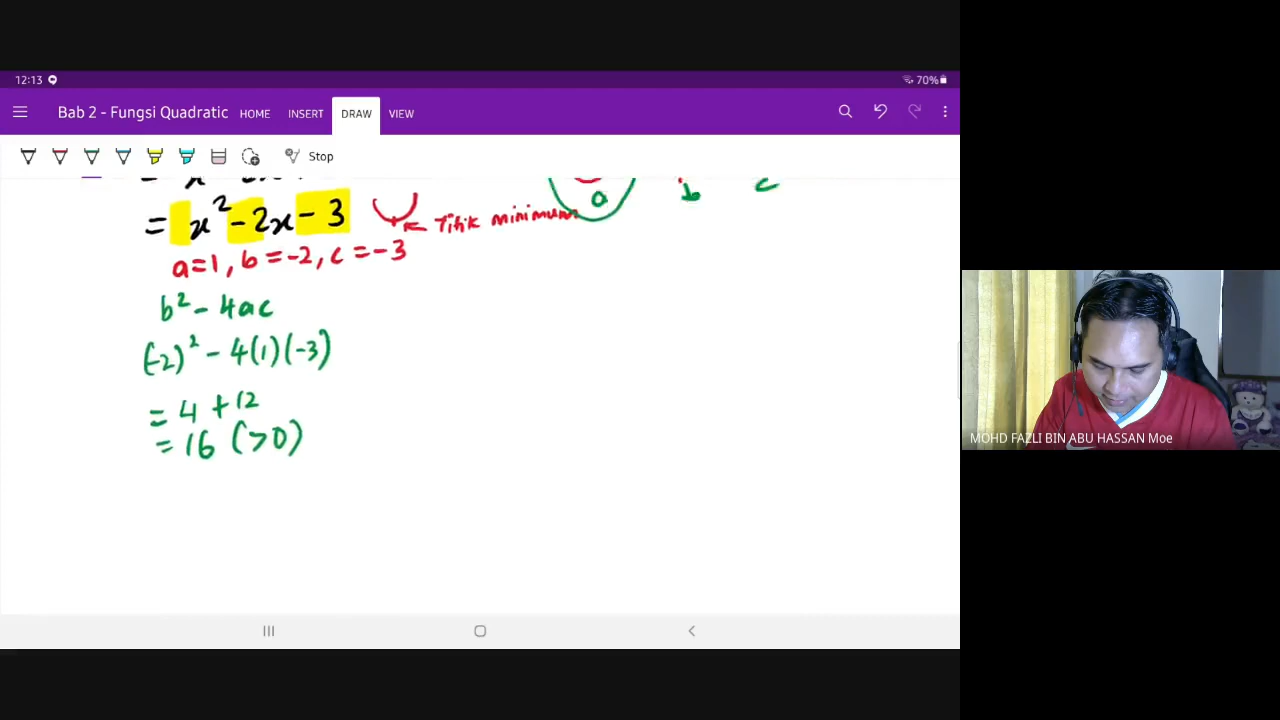 12:13 70%
Bab 2 - Fungsi Quadratic HOME INSERT DRAW VIEW
Stop
a b c
= x² - 2x - 3 Titik minimum
a = 1, b = -2, c = -3
b² - 4ac
(-2)² - 4(1)(-3)
= 4 + 12
= 16 (>0)
MOHD FAZLI BIN ABU HASSAN Moe